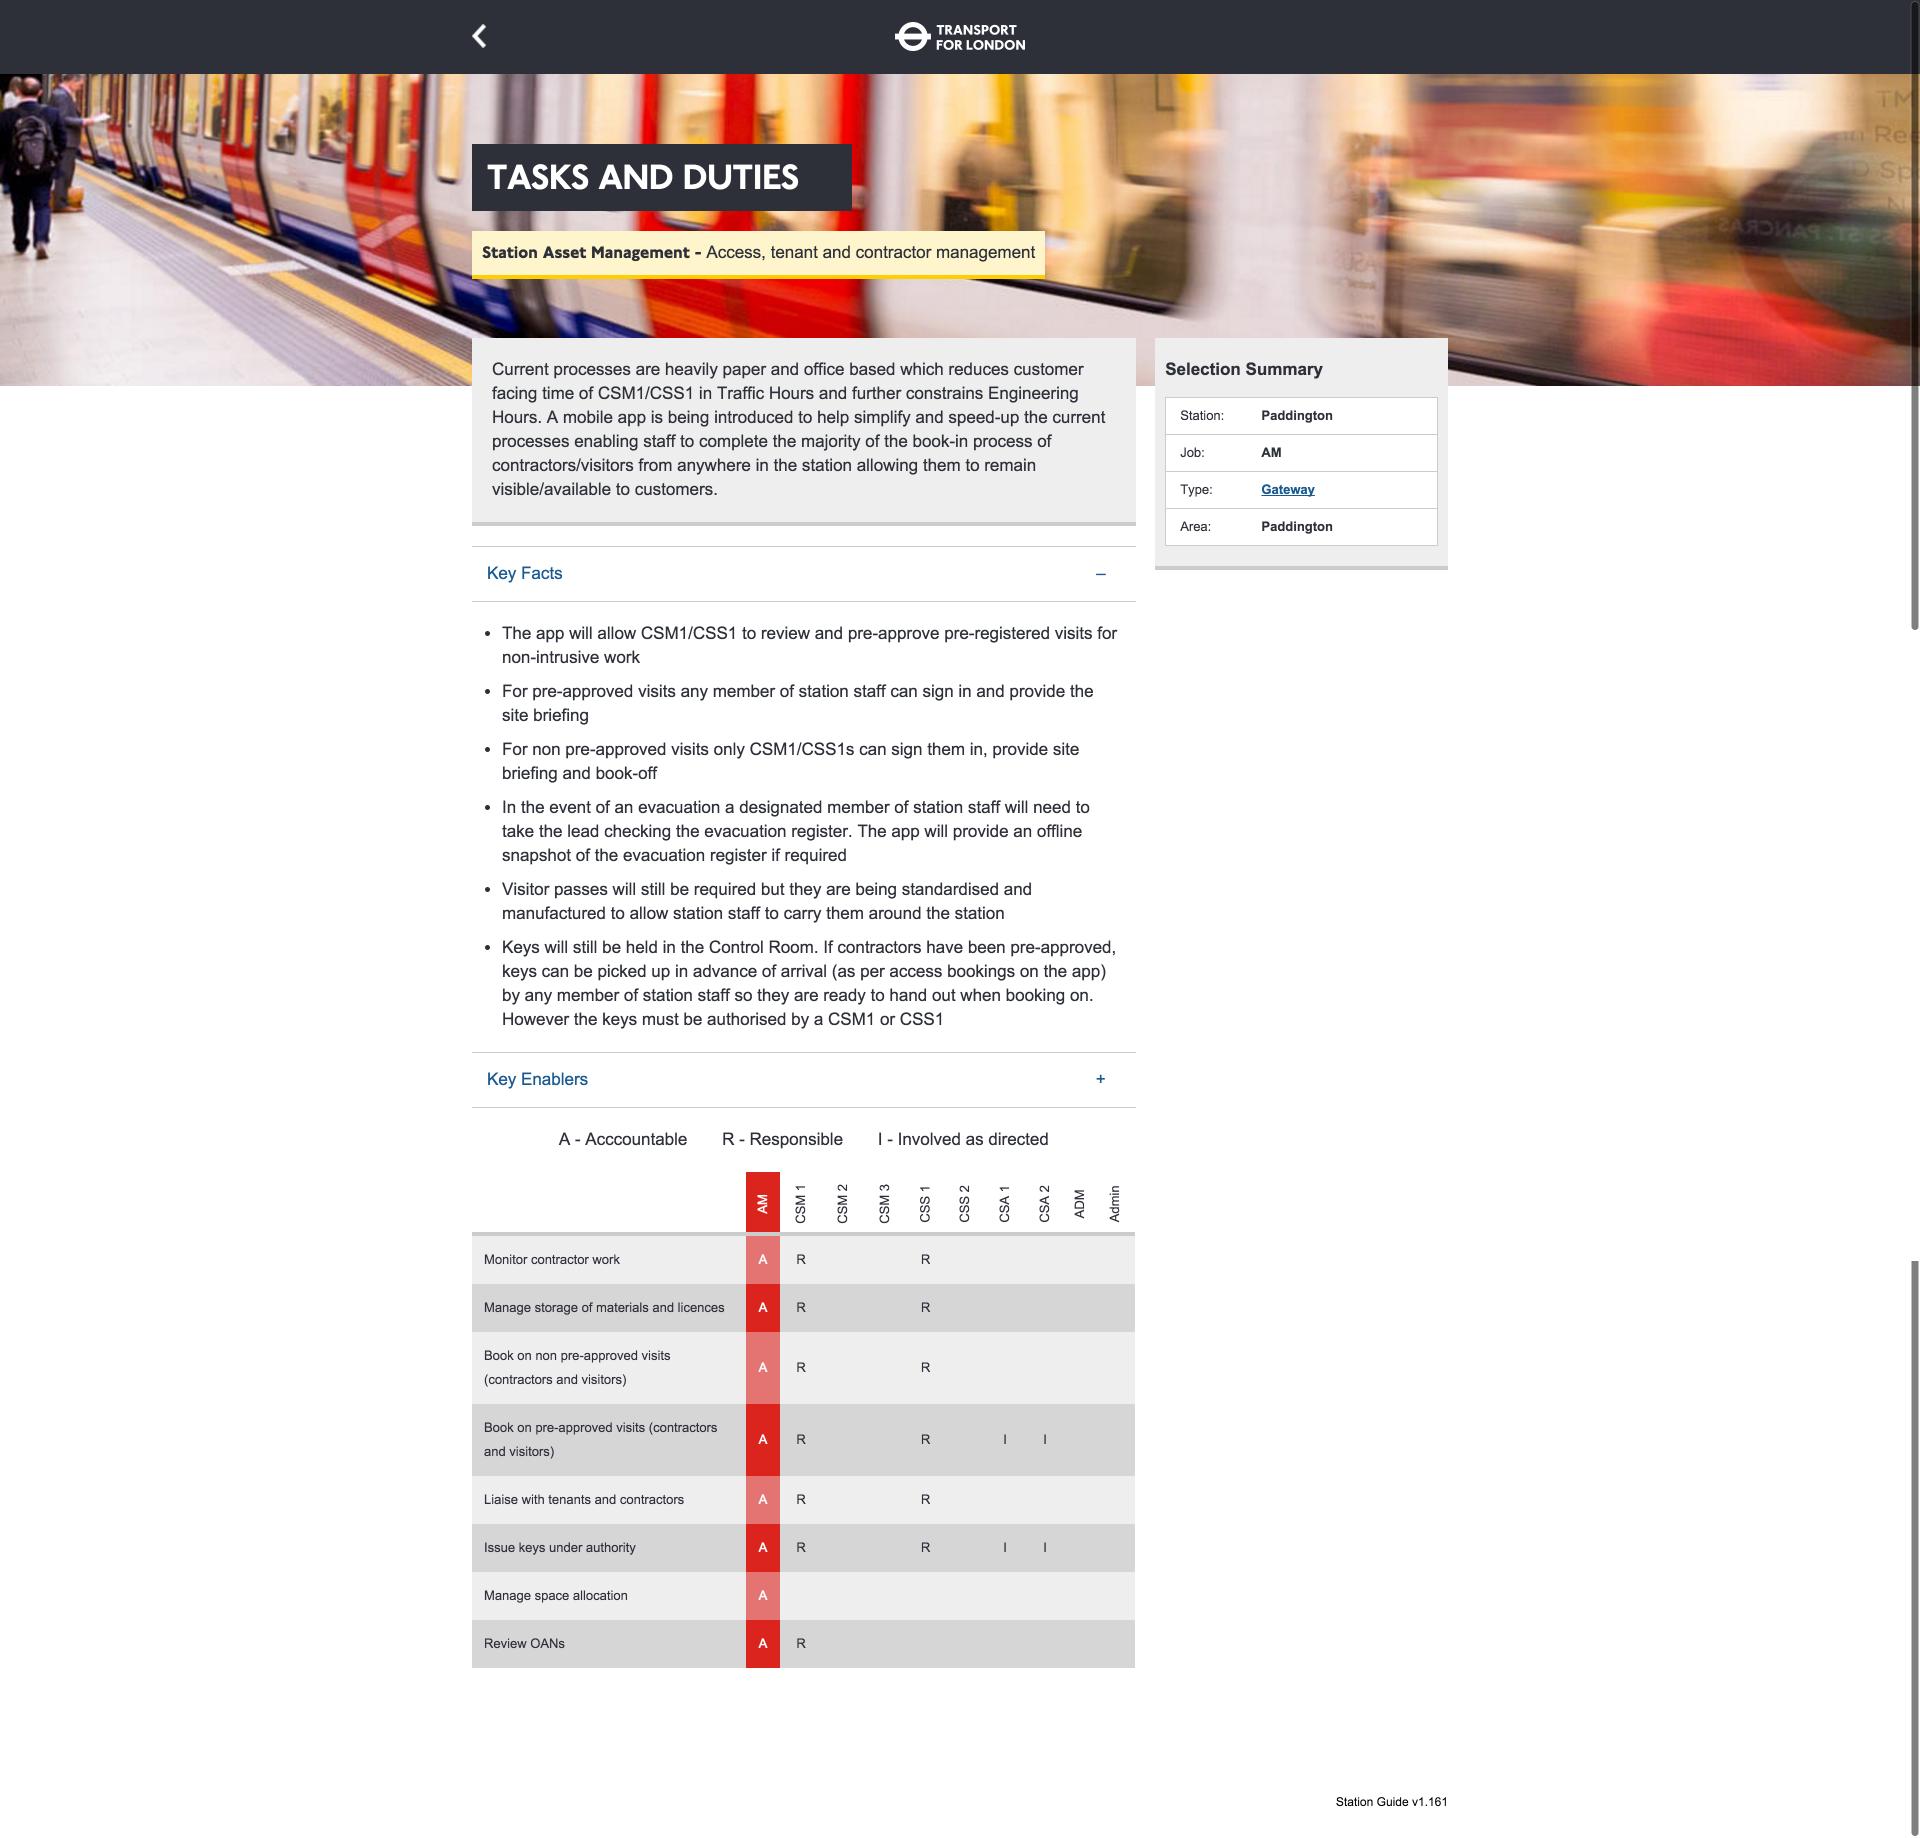 TRANSPORT
FOR LONDON
TASKS AND DUTIES
Station Asset Management - Access, tenant and contractor management
Current processes are heavily paper and office based which reduces customer
facing time of CSM1/CSS1 in Traffic Hours and further constrains Engineering
Hours. A mobile app is being introduced to help simplify and speed-up the current
processes enabling staff to complete the majority of the book-in process of
contractors/visitors from anywhere in the station allowing them to remain
visible/available to customers.
Selection Summary
Station: Paddington
Job: AM
Type: Gateway
Area: Paddington
Key Facts –
• The app will allow CSM1/CSS1 to review and pre-approve pre-registered visits for
non-intrusive work
• For pre-approved visits any member of station staff can sign in and provide the
site briefing
• For non pre-approved visits only CSM1/CSS1s can sign them in, provide site
briefing and book-off
• In the event of an evacuation a designated member of station staff will need to
take the lead checking the evacuation register. The app will provide an offline
snapshot of the evacuation register if required
• Visitor passes will still be required but they are being standardised and
manufactured to allow station staff to carry them around the station
• Keys will still be held in the Control Room. If contractors have been pre-approved,
keys can be picked up in advance of arrival (as per access bookings on the app)
by any member of station staff so they are ready to hand out when booking on.
However the keys must be authorised by a CSM1 or CSS1
Key Enablers +
A - Acccountable R - Responsible I - Involved as directed
AM CSM 1 CSM 2 CSM 3 CSS 1 CSS 2 CSA 1 CSA 2 ADM Admin
Monitor contractor work A R R
Manage storage of materials and licences A R R
Book on non pre-approved visits
(contractors and visitors) A R R
Book on pre-approved visits (contractors
and visitors) A R R I I
Liaise with tenants and contractors A R R
Issue keys under authority A R R I I
Manage space allocation A
Review OANs A R
Station Guide v1.161